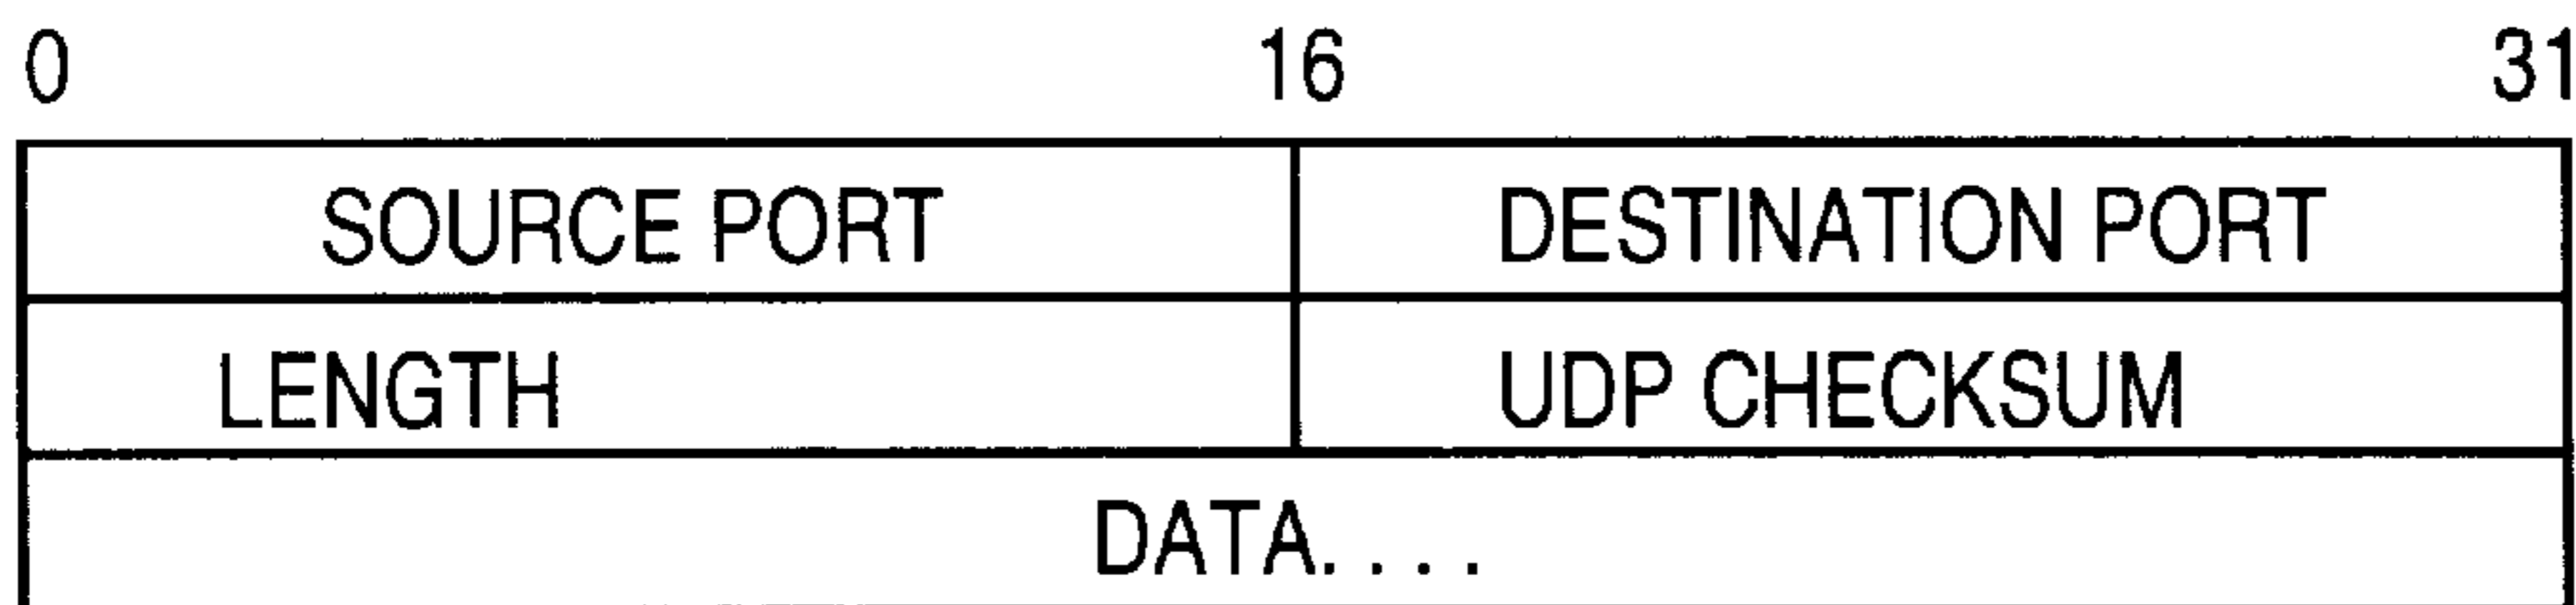 0 16 31
SOURCE PORT DESTINATION PORT
LENGTH UDP CHECKSUM
DATA. . . .